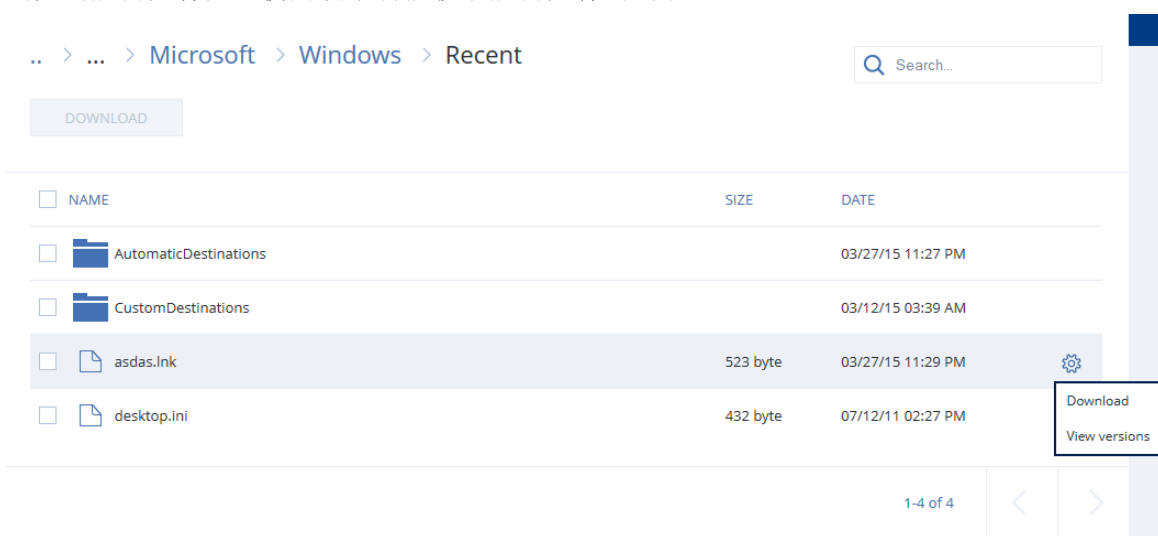 .. > ... > Microsoft > Windows > Recent
Search...
DOWNLOAD
NAME SIZE DATE
AutomaticDestinations 03/27/15 11:27 PM
CustomDestinations 03/12/15 03:39 AM
asdas.lnk 523 byte 03/27/15 11:29 PM
Download
desktop.ini 432 byte 07/12/11 02:27 PM
View versions
1-4 of 4